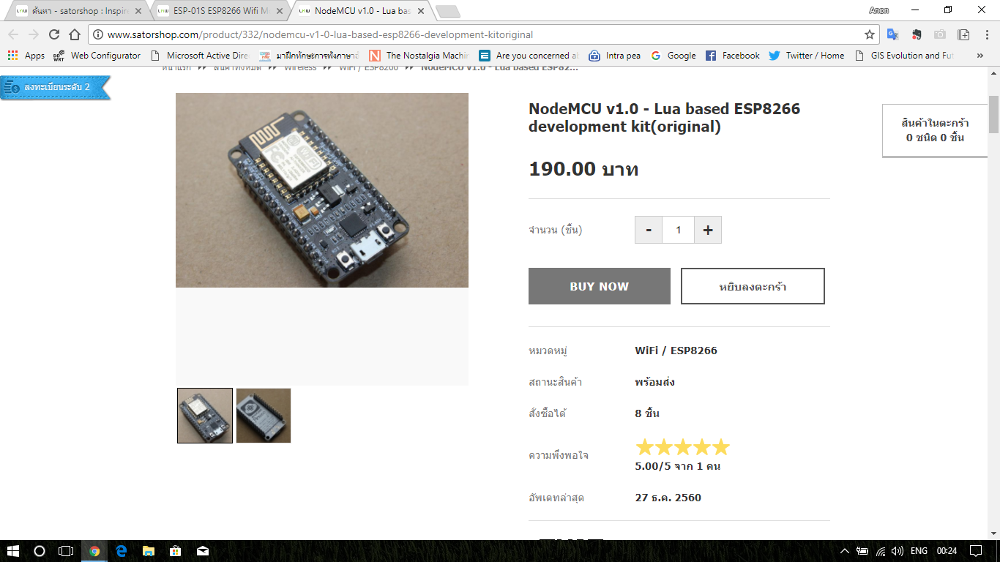 ค้นหา - satorshop : Inspire
ESP-01S ESP8266 Wifi M
NodeMCU v1.0 - Lua bas
Anon
www.satorshop.com/product/332/nodemcu-v1-0-lua-based-esp8266-development-kitoriginal
Apps
DD WRT
Web Configurator
Microsoft Active Dire
มาฝึกทักษะการฟังภาษาอั
The Nostalgia Machin
Are you concerned a
Intra pea
Google
Facebook
Twitter / Home
GIS Evolution and Fut
หน้าแรก
สินค้าทั้งหมด
Wireless
WiFi / ESP8266
NodeMCU v1.0 - Lua based ESP82...
ลงทะเบียนระดับ 2
NodeMCU v1.0 - Lua based ESP8266
development kit(original)
สินค้าในตะกร้า
0 ชนิด 0 ชิ้น
190.00 บาท
จำนวน (ชิ้น)
- 1 +
BUY NOW
หยิบลงตะกร้า
หมวดหมู่
WiFi / ESP8266
สถานะสินค้า
พร้อมส่ง
สั่งซื้อได้
8 ชิ้น
ความพึงพอใจ
5.00/5 จาก 1 คน
อัพเดทล่าสุด
27 ธ.ค. 2560
WiFi
ENG
00:24